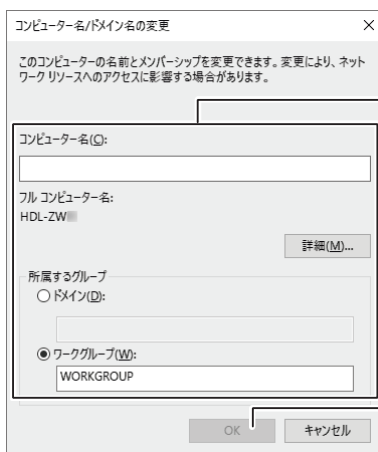 コンピューター名/ドメイン名の変更
このコンピューターの名前とメンバーシップを変更できます。変更により、ネット
ワーク リソースへのアクセスに影響する場合があります。
コンピューター名(C):
フル コンピューター名:
HDL-ZW
詳細(M)...
所属するグループ
ドメイン(D):
ワークグループ(W):
WORKGROUP
OK
キャンセル